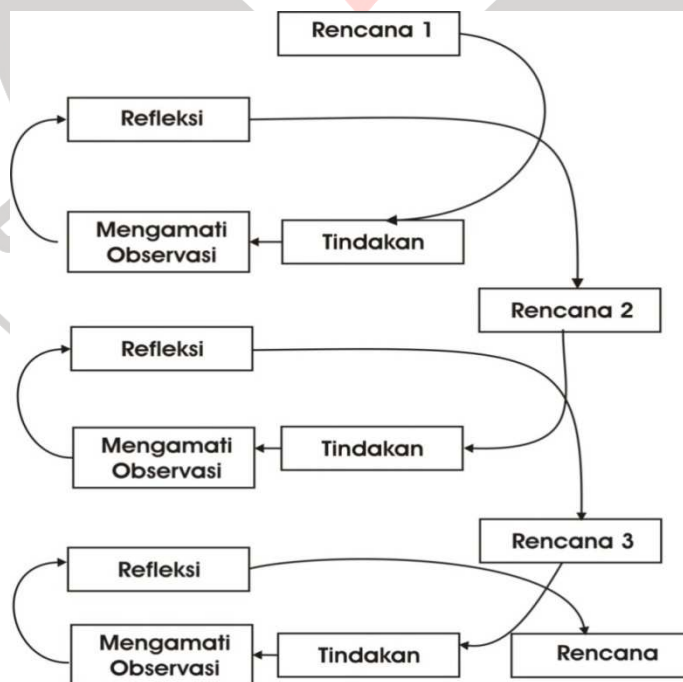 Rencana 1
Refleksi
Mengamati
Observasi
Tindakan
Rencana 2
Refleksi
Mengamati
Observasi
Tindakan
Rencana 3
Refleksi
Mengamati
Observasi
Tindakan
Rencana